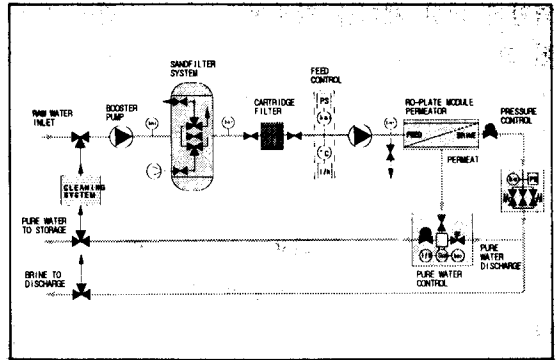 SANDFILTER
SYSTEM
FEED
CONTROL
RO-PLATE MODULE
PERMEATOR
PRESSURE
CONTROL
BOOSTER
PUMP
CARTRIDGE
FILTER
RAW WATER
INLET
PS
FEED
BRINE
PERMEAT
°C
CLEANING
SYSTEM
PS
PURE WATER
TO STORAGE
PURE
WATER
DISCHARGE
BRINE TO
DISCHARGE
PURE WATER
CONTROL